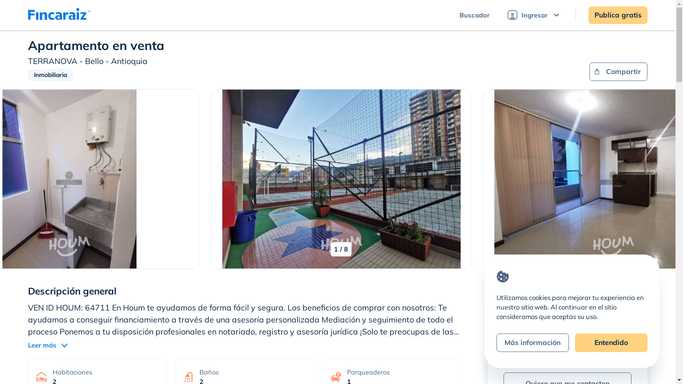 Fincaraiz
Buscador
Ingresar
Publica gratis
Apartamento en venta
TERRANOVA - Bello - Antioquia
Inmobiliaria
Compartir
HOUM
HOUM
HOUM
1 / 8
Descripción general
VEN ID HOUM: 64711 En Houm te ayudamos de forma fácil y segura. Los beneficios de comprar con nosotros: Te
ayudamos a conseguir financiamiento a través de una asesoría personalizada Mediación y seguimiento de todo el
proceso Ponemos a tu disposición profesionales en notariado, registro y asesoría jurídica ¡Solo te preocupas de las...
Leer más
Habitaciones
2
Baños
2
Parqueaderos
1
Utilizamos cookies para mejorar tu experiencia en
nuestro sitio web. Al continuar en el sitio
consideramos que aceptas su uso.
Más información
Entendido
Quiero que me contacten